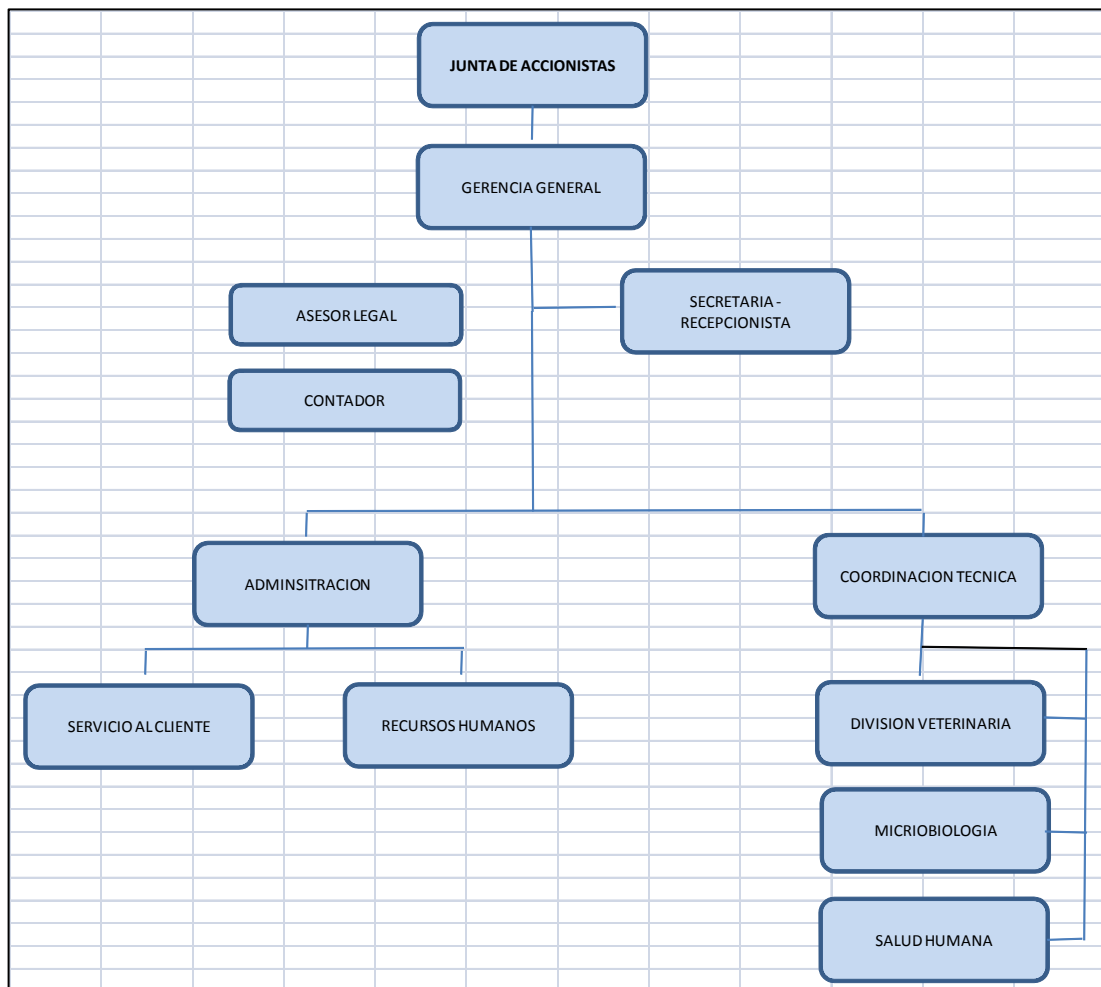 JUNTA DE ACCIONISTAS
GERENCIA GENERAL
SECRETARIA -
RECEPCIONISTA
ASESOR LEGAL
CONTADOR
ADMINSITRACION
COORDINACION TECNICA
SERVICIO AL CLIENTE
RECURSOS HUMANOS
DIVISION VETERINARIA
MICRIOBIOLOGIA
SALUD HUMANA